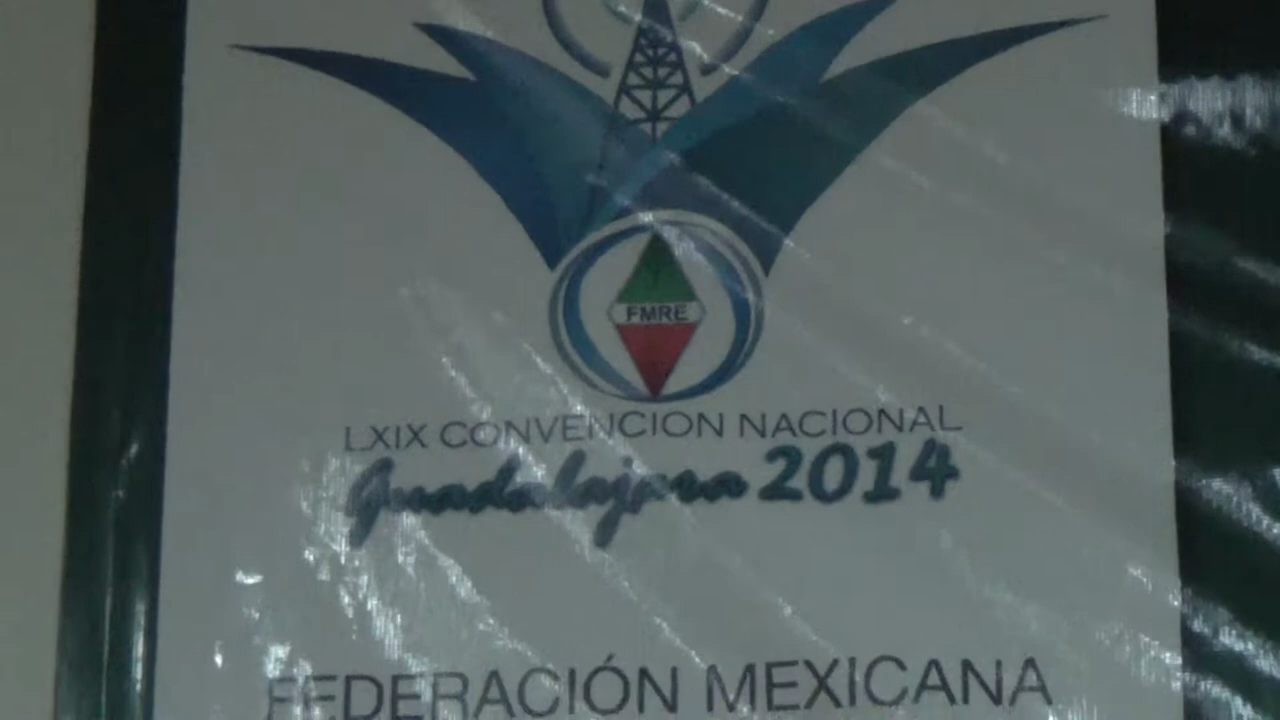 FMRE
LXIX CONVENCION NACIONAL
Guadalajara 2014
FEDERACIÓN MEXICANA